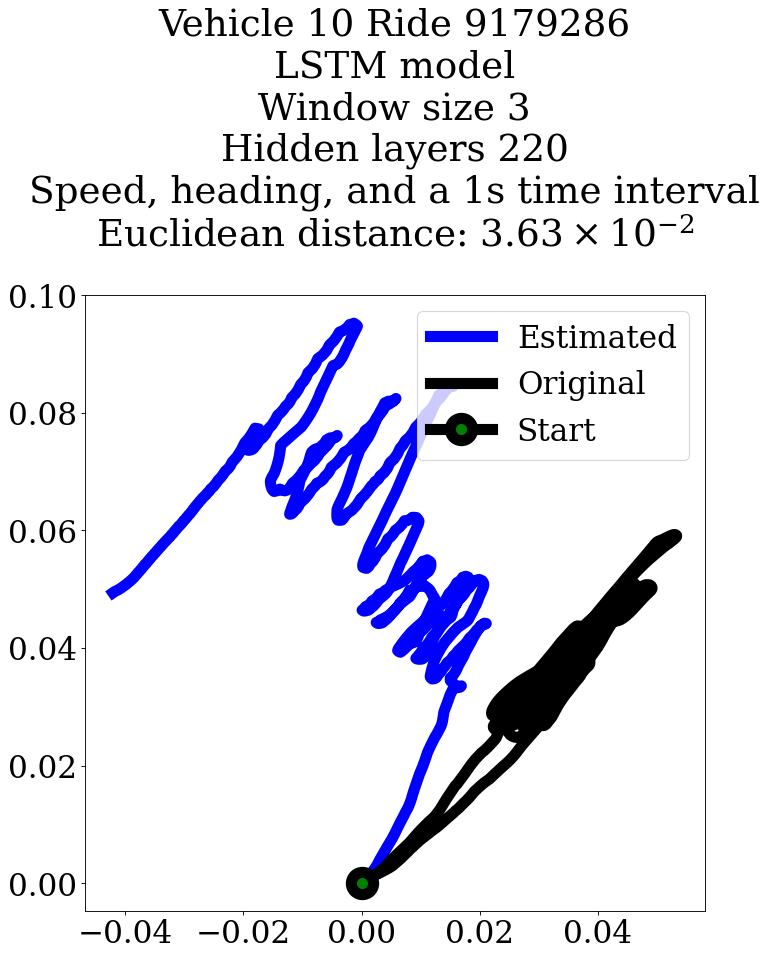 Vehicle 10 Ride 9179286
LSTM model
Window size 3
Hidden layers 220
Speed, heading, and a 1s time interval
Euclidean distance: 3.63 × 10⁻²
0.10
0.08
0.06
0.04
0.02
0.00
Estimated
Original
Start
−0.04 −0.02 0.00 0.02 0.04